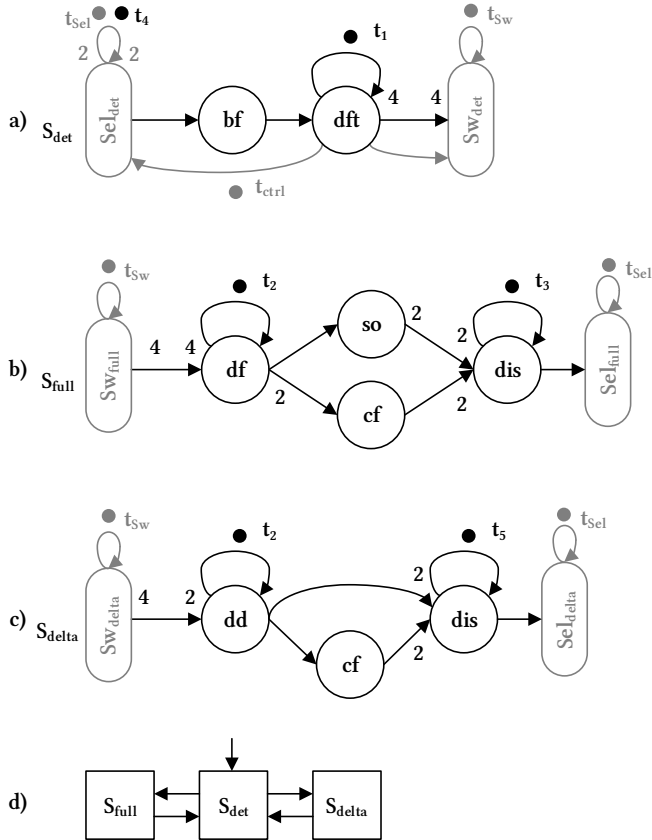 t_Sel t_4 t_1 t_Sw
2 2
4 4
a) S_det Sel_det bf dft Sw_det
t_ctrl
t_Sw t_2 t_3 t_Sel
so 2
4 4 2
b) S_full Sw_full df dis Sel_full
2 cf 2
t_Sw t_2 t_5 t_Sel
4 2 2
c) S_delta Sw_delta dd dis Sel_delta
cf 2
d) S_full S_det S_delta